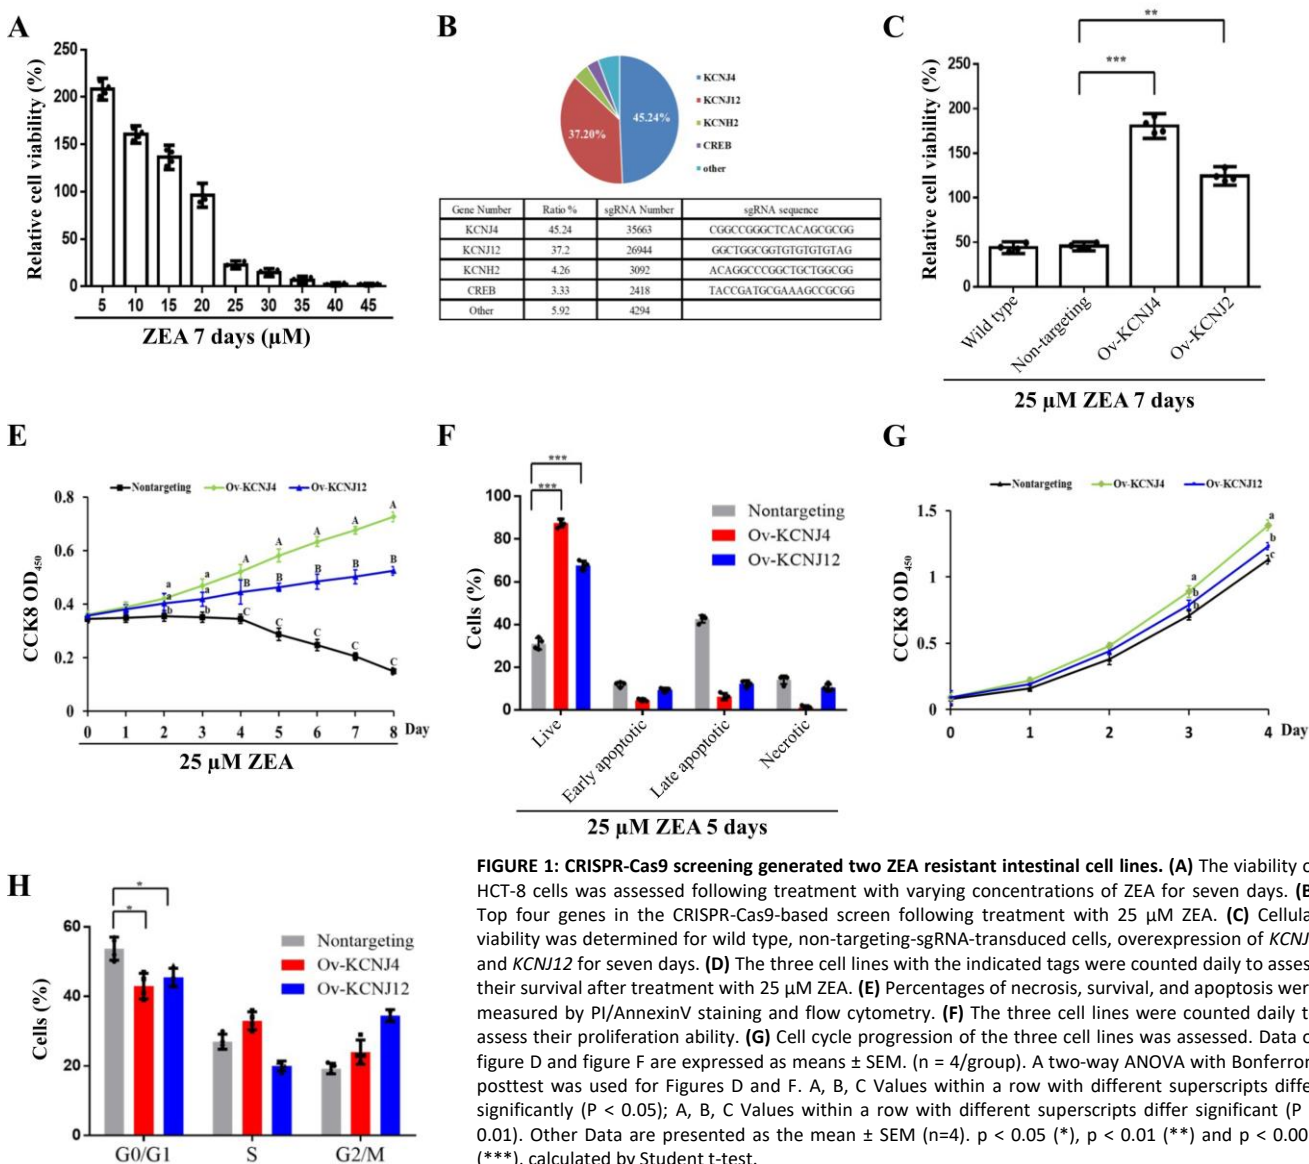 A
Relative cell viability (%)
250
200
150
100
50
0
5 10 15 20 25 30 35 40 45
ZEA 7 days (μM)
B
45.24%
37.20%
KCNJ4
KCNJ12
KCNH2
CREB
other
Gene Number Ratio % sgRNA Number sgRNA sequence
KCNJ4 45.24 35663 CGGCCGGGCTCACAGCGCGG
KCNJ12 37.2 26944 GGCTGGCGGTGTGTGTGTAG
KCNH2 4.26 3092 ACAGGCCCGGCTGCTGGCGG
CREB 3.33 2418 TACCGATGCGAAAGCCGCGG
Other 5.92 4294
C
Relative cell viability (%)
250
200
150
100
50
0
**
***
Wild type
Non-targeting
Ov-KCNJ4
Ov-KCNJ2
25 μM ZEA 7 days
E
Nontargeting Ov-KCNJ4 Ov-KCNJ12
CCK8 OD450
0.8
0.6
0.4
0.2
0
a a A A A A A
a a B B B B B
b b C C C C C
0 1 2 3 4 5 6 7 8 Day
25 μM ZEA
F
Cells (%)
100
80
60
40
20
0
***
***
Nontargeting
Ov-KCNJ4
Ov-KCNJ12
Live
Early apoptotic
Late apoptotic
Necrotic
25 μM ZEA 5 days
G
Nontargeting Ov-KCNJ4 Ov-KCNJ12
CCK8 OD450
1.5
1
0.5
0
a
b
b
a
b
c
0 1 2 3 4 Day
H
Cells (%)
60
40
20
0
*
*
Nontargeting
Ov-KCNJ4
Ov-KCNJ12
G0/G1 S G2/M
FIGURE 1: CRISPR-Cas9 screening generated two ZEA resistant intestinal cell lines. (A) The viability o
HCT-8 cells was assessed following treatment with varying concentrations of ZEA for seven days. (B
Top four genes in the CRISPR-Cas9-based screen following treatment with 25 μM ZEA. (C) Cellula
viability was determined for wild type, non-targeting-sgRNA-transduced cells, overexpression of KCNJ
and KCNJ12 for seven days. (D) The three cell lines with the indicated tags were counted daily to asses
their survival after treatment with 25 μM ZEA. (E) Percentages of necrosis, survival, and apoptosis wer
measured by PI/AnnexinV staining and flow cytometry. (F) The three cell lines were counted daily t
assess their proliferation ability. (G) Cell cycle progression of the three cell lines was assessed. Data o
figure D and figure F are expressed as means ± SEM. (n = 4/group). A two-way ANOVA with Bonferron
posttest was used for Figures D and F. A, B, C Values within a row with different superscripts diffe
significantly (P < 0.05); A, B, C Values within a row with different superscripts differ significant (P
0.01). Other Data are presented as the mean ± SEM (n=4). p < 0.05 (*), p < 0.01 (**) and p < 0.00
(***), calculated by Student t-test.